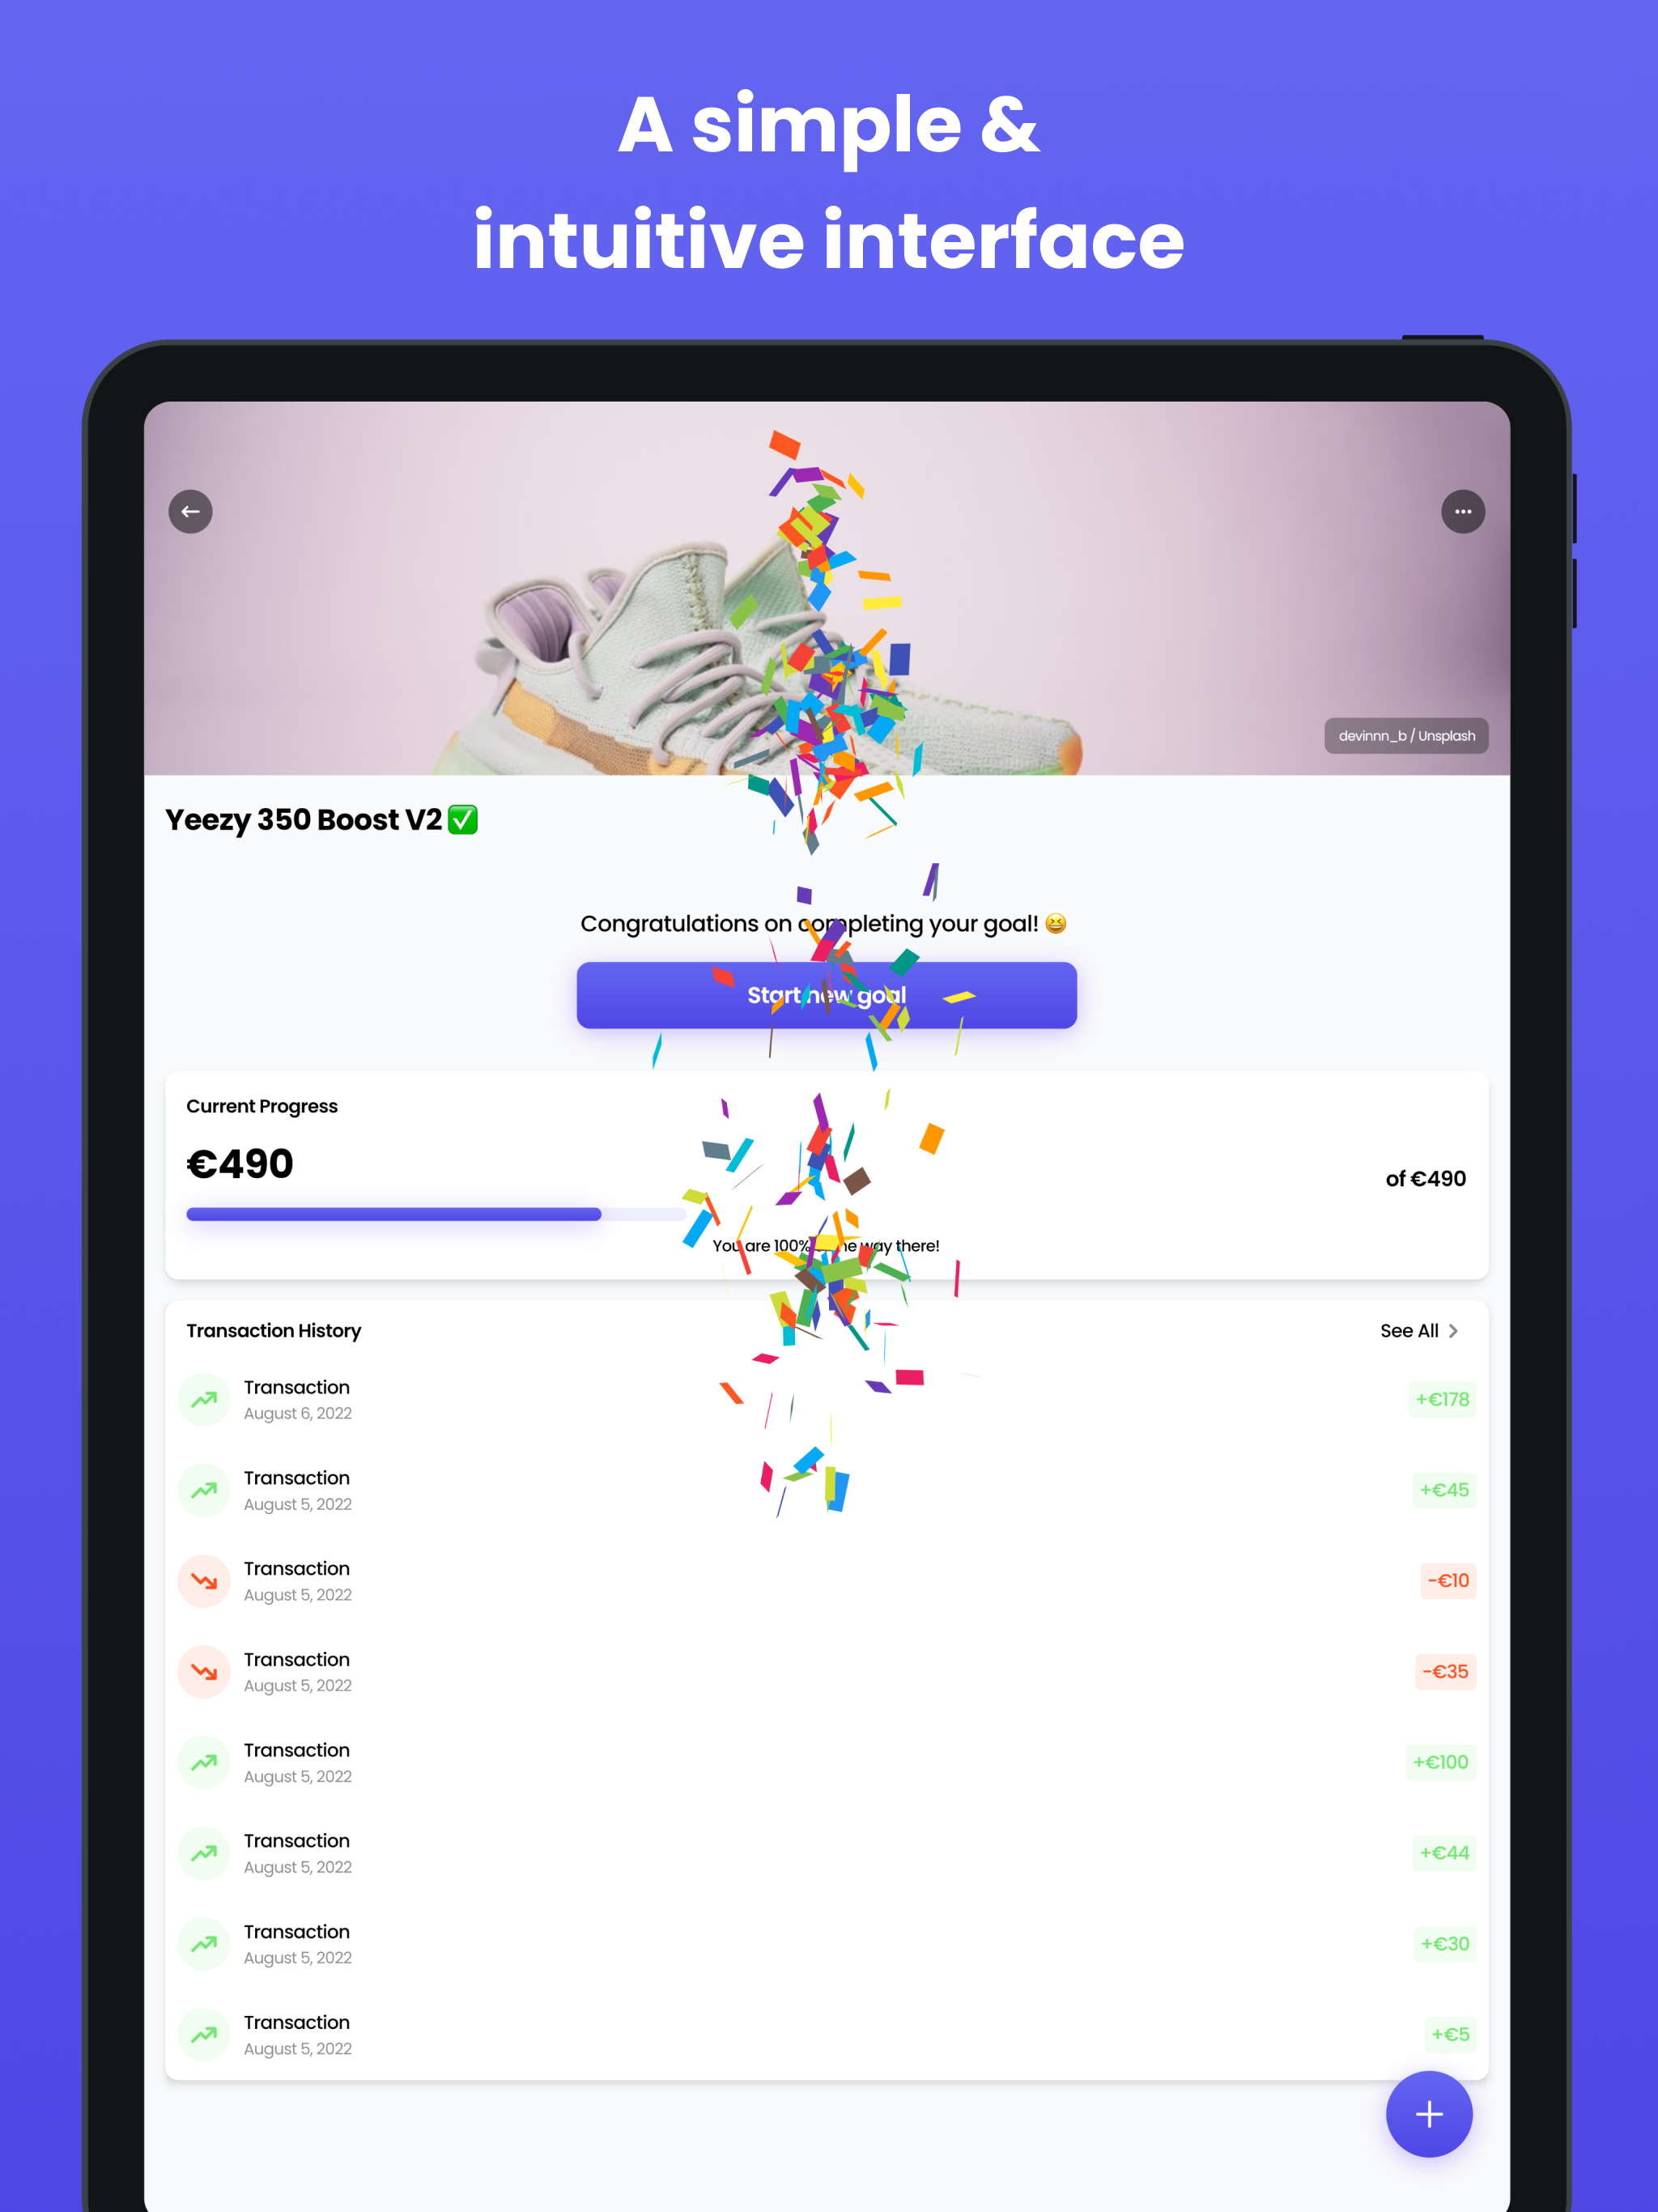 A simple &
intuitive interface
devinnn_b / Unsplash
Yeezy 350 Boost V2 ✅
Congratulations on completing your goal! 😆
Start new goal
Current Progress
€490
of €490
You are 100% of the way there!
Transaction History
See All
Transaction
August 6, 2022
+€178
Transaction
August 5, 2022
+€45
Transaction
August 5, 2022
-€10
Transaction
August 5, 2022
-€35
Transaction
August 5, 2022
+€100
Transaction
August 5, 2022
+€44
Transaction
August 5, 2022
+€30
Transaction
August 5, 2022
+€5